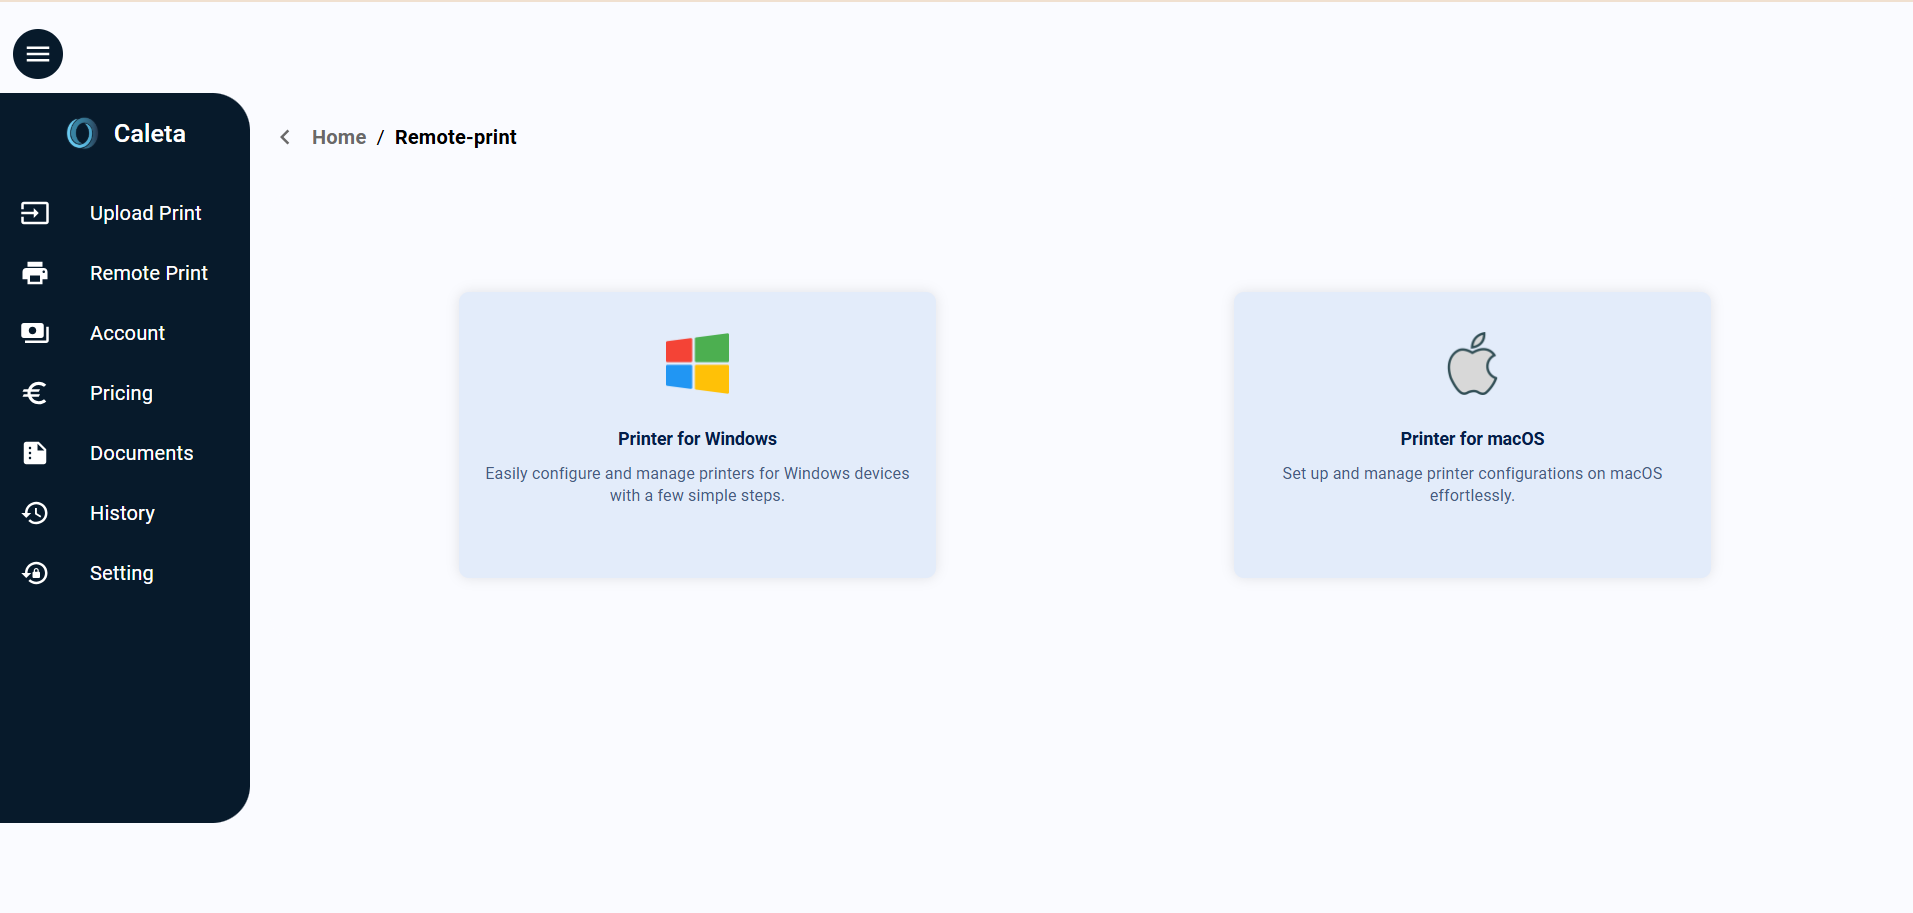 Caleta
Upload Print
Remote Print
Account
Pricing
Documents
History
Setting
Home / Remote-print
Printer for Windows
Easily configure and manage printers for Windows devices
with a few simple steps.
Printer for macOS
Set up and manage printer configurations on macOS
effortlessly.